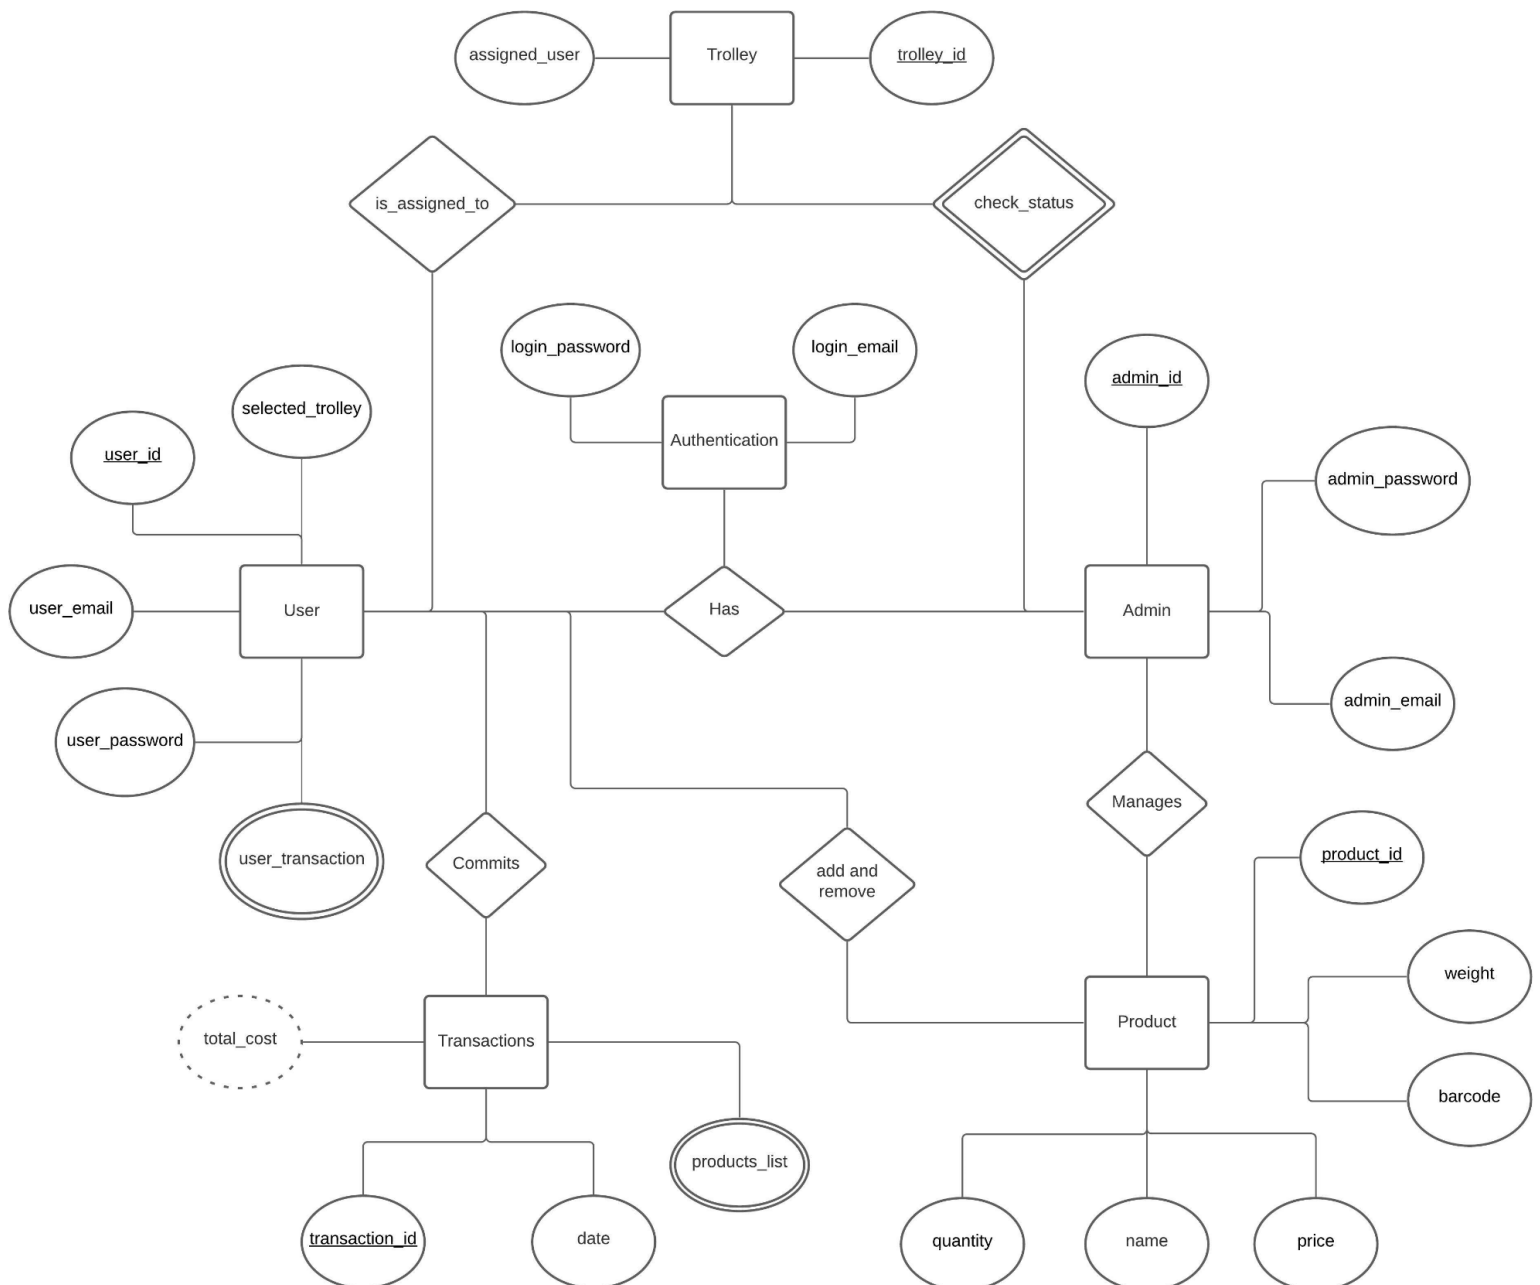 assigned_user
Trolley
trolley_id
is_assigned_to
check_status
login_password
login_email
admin_id
selected_trolley
Authentication
user_id
admin_password
user_email
User
Has
Admin
admin_email
user_password
Manages
user_transaction
Commits
add and
remove
product_id
weight
total_cost
Transactions
Product
barcode
products_list
transaction_id
date
quantity
name
price